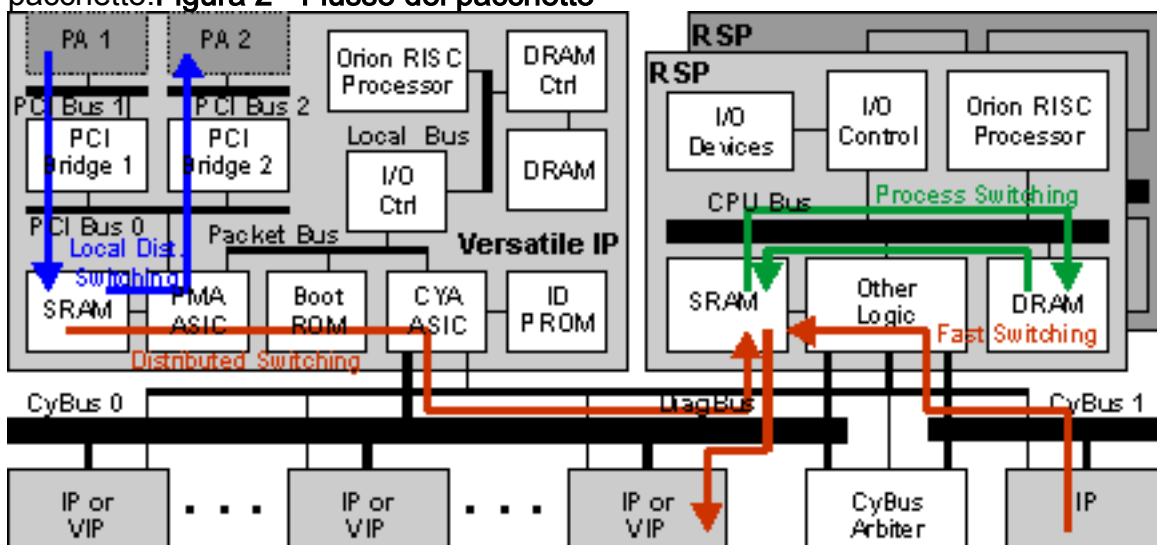 pacchetto.Figura 2 - Flusso del pacchetto
PA 1
PA 2
PCI Bus 1
PCI Bus 2
PCI
Bridge 1
PCI
Bridge 2
PCI Bus 0
Orion RISC
Processor
DRAM
Ctrl
Local Bus
I/O
Ctrl
DRAM
Packet Bus
Versatile IP
Local Dist.
Switching
SRAM
PMA
ASIC
Boot
ROM
CYA
ASIC
ID
PROM
Distributed Switching
RSP
RSP
I/O
Devices
I/O
Control
Orion RISC
Processor
CPU Bus
Process Switching
SRAM
Other
Logic
DRAM
Fast Switching
CyBus 0
DiagBus
CyBus 1
IP or
VIP
. . .
IP or
VIP
. . .
IP or
VIP
CyBus
Arbiter
IP